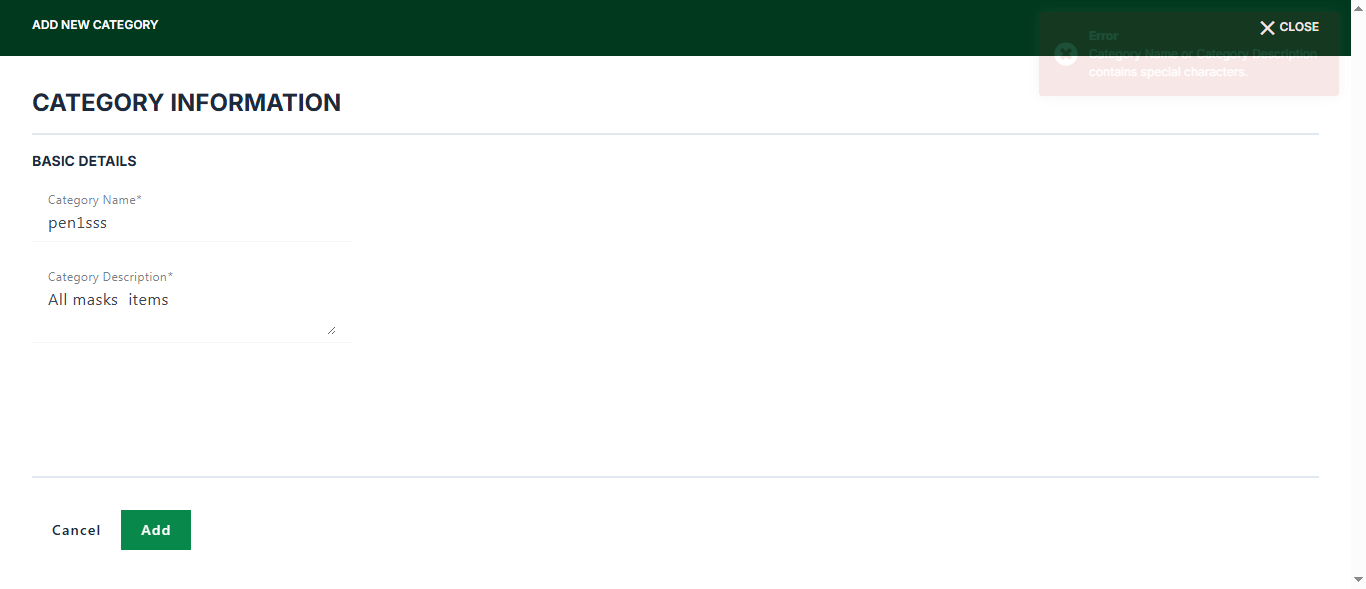 ADD NEW CATEGORY
CLOSE
Error
Category Name or Category Description
contains special characters.
CATEGORY INFORMATION
BASIC DETAILS
Category Name*
pen1sss
Category Description*
All masks  items
Cancel
Add